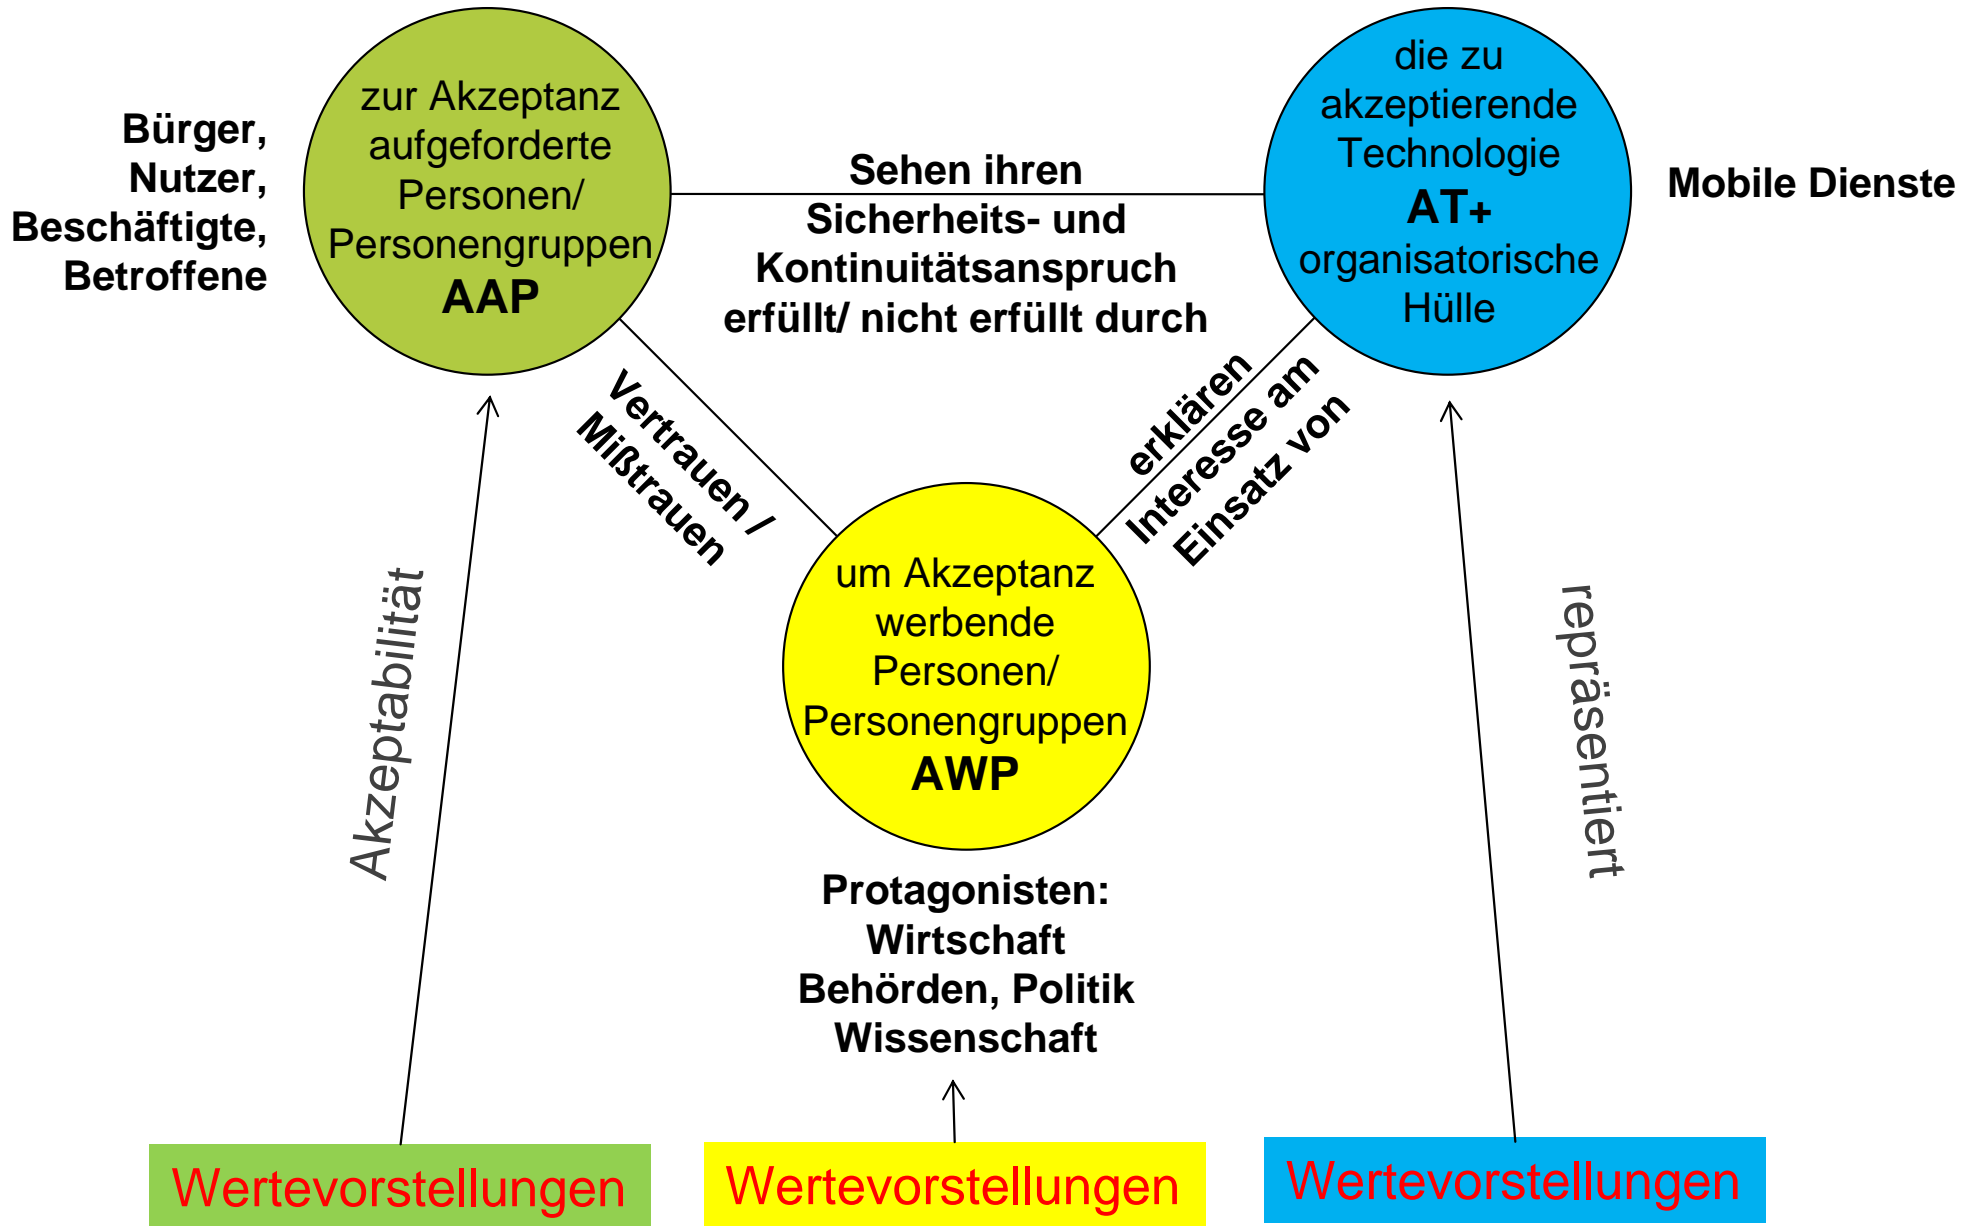 Bürger,
Nutzer,
Beschäftigte,
Betroffene
zur Akzeptanz
aufgeforderte
Personen/
Personengruppen
AAP
Sehen ihren
Sicherheits- und
Kontinuitätsanspruch
erfüllt/ nicht erfüllt durch
die zu
akzeptierende
Technologie
AT+
organisatorische
Hülle
Mobile Dienste
Vertrauen /
Mißtrauen
erklären
Interesse am
Einsatz von
um Akzeptanz
werbende
Personen/
Personengruppen
AWP
Akzeptabilität
repräsentiert
Protagonisten:
Wirtschaft
Behörden, Politik
Wissenschaft
Wertevorstellungen
Wertevorstellungen
Wertevorstellungen